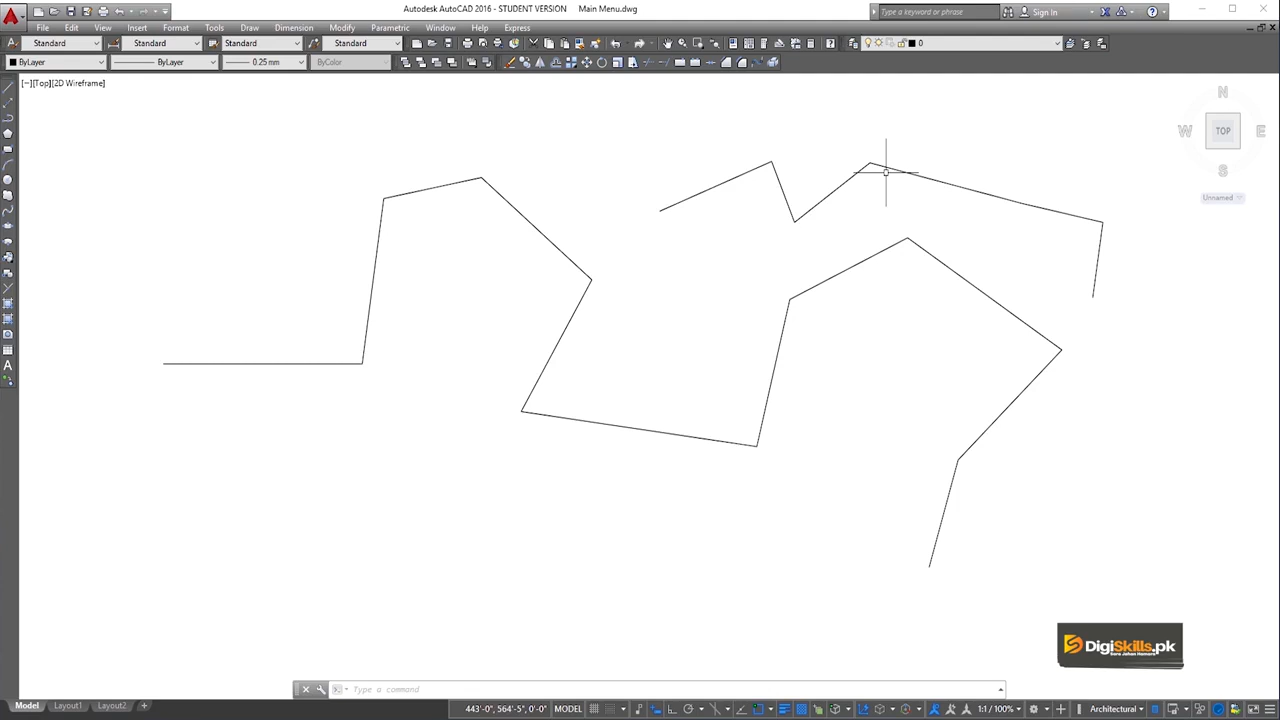 Autodesk AutoCAD 2016 - STUDENT VERSION Main Menu.dwg
Type a keyword or phrase
Sign In
File Edit View Insert Format Tools Draw Dimension Modify Parametric Window Help Express
Standard Standard Standard Standard 0
ByLayer ByLayer 0.25 mm ByColor
[−][Top][2D Wireframe]
N
W TOP E
S
Unnamed
A
DigiSkills.pk
Type a command
Model Layout1 Layout2 + 443'-0", 564'-5", 0'-0" MODEL 1:1 / 100% Architectural